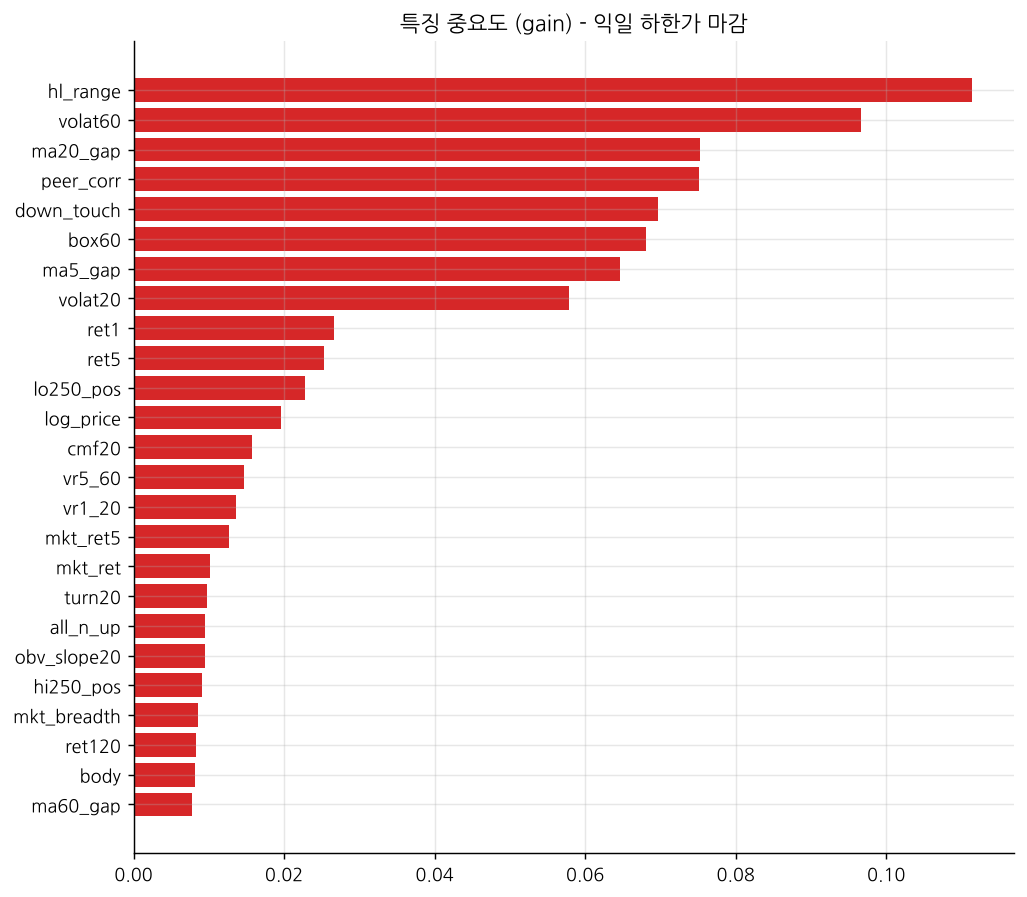 특징 중요도 (gain) - 익일 하한가 마감
hl_range
volat60
ma20_gap
peer_corr
down_touch
box60
ma5_gap
volat20
ret1
ret5
lo250_pos
log_price
cmf20
vr5_60
vr1_20
mkt_ret5
mkt_ret
turn20
all_n_up
obv_slope20
hi250_pos
mkt_breadth
ret120
body
ma60_gap
0.00 0.02 0.04 0.06 0.08 0.10